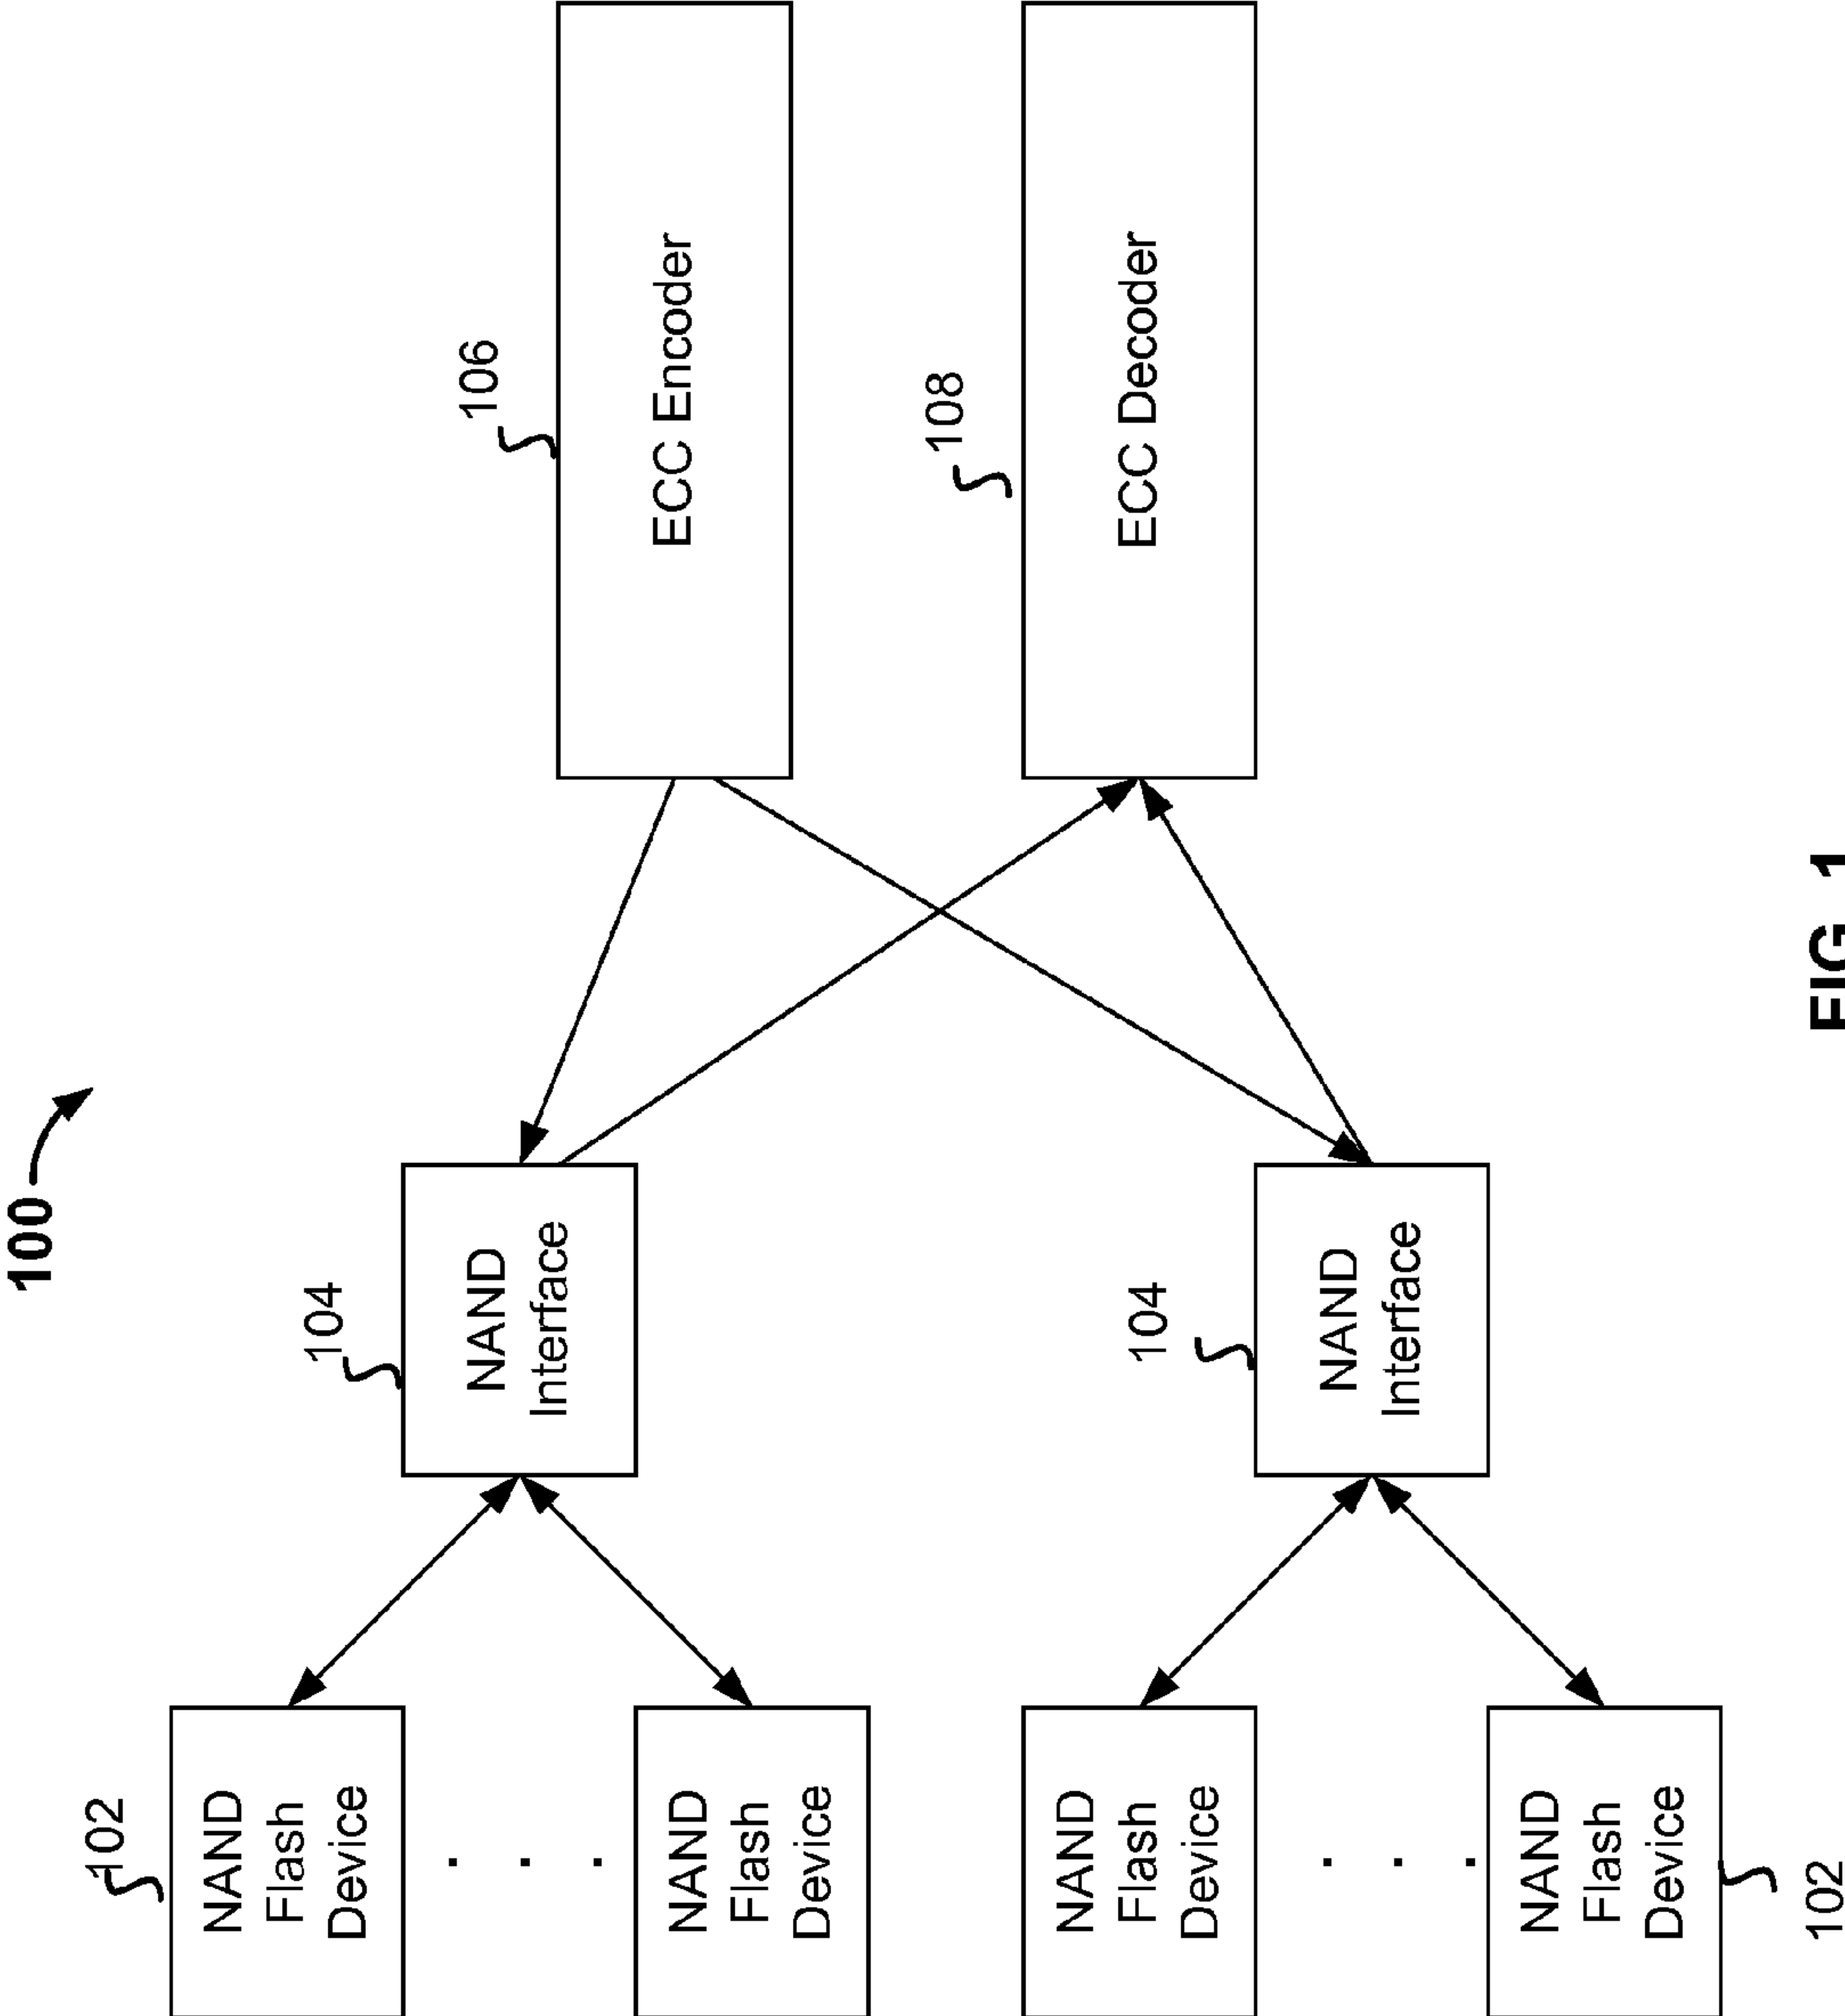 100
102
NAND
Flash
Device
. . .
NAND
Flash
Device
104
NAND
Interface
106
ECC Encoder
108
ECC Decoder
104
NAND
Interface
NAND
Flash
Device
. . .
NAND
Flash
Device
102
FIG. 1